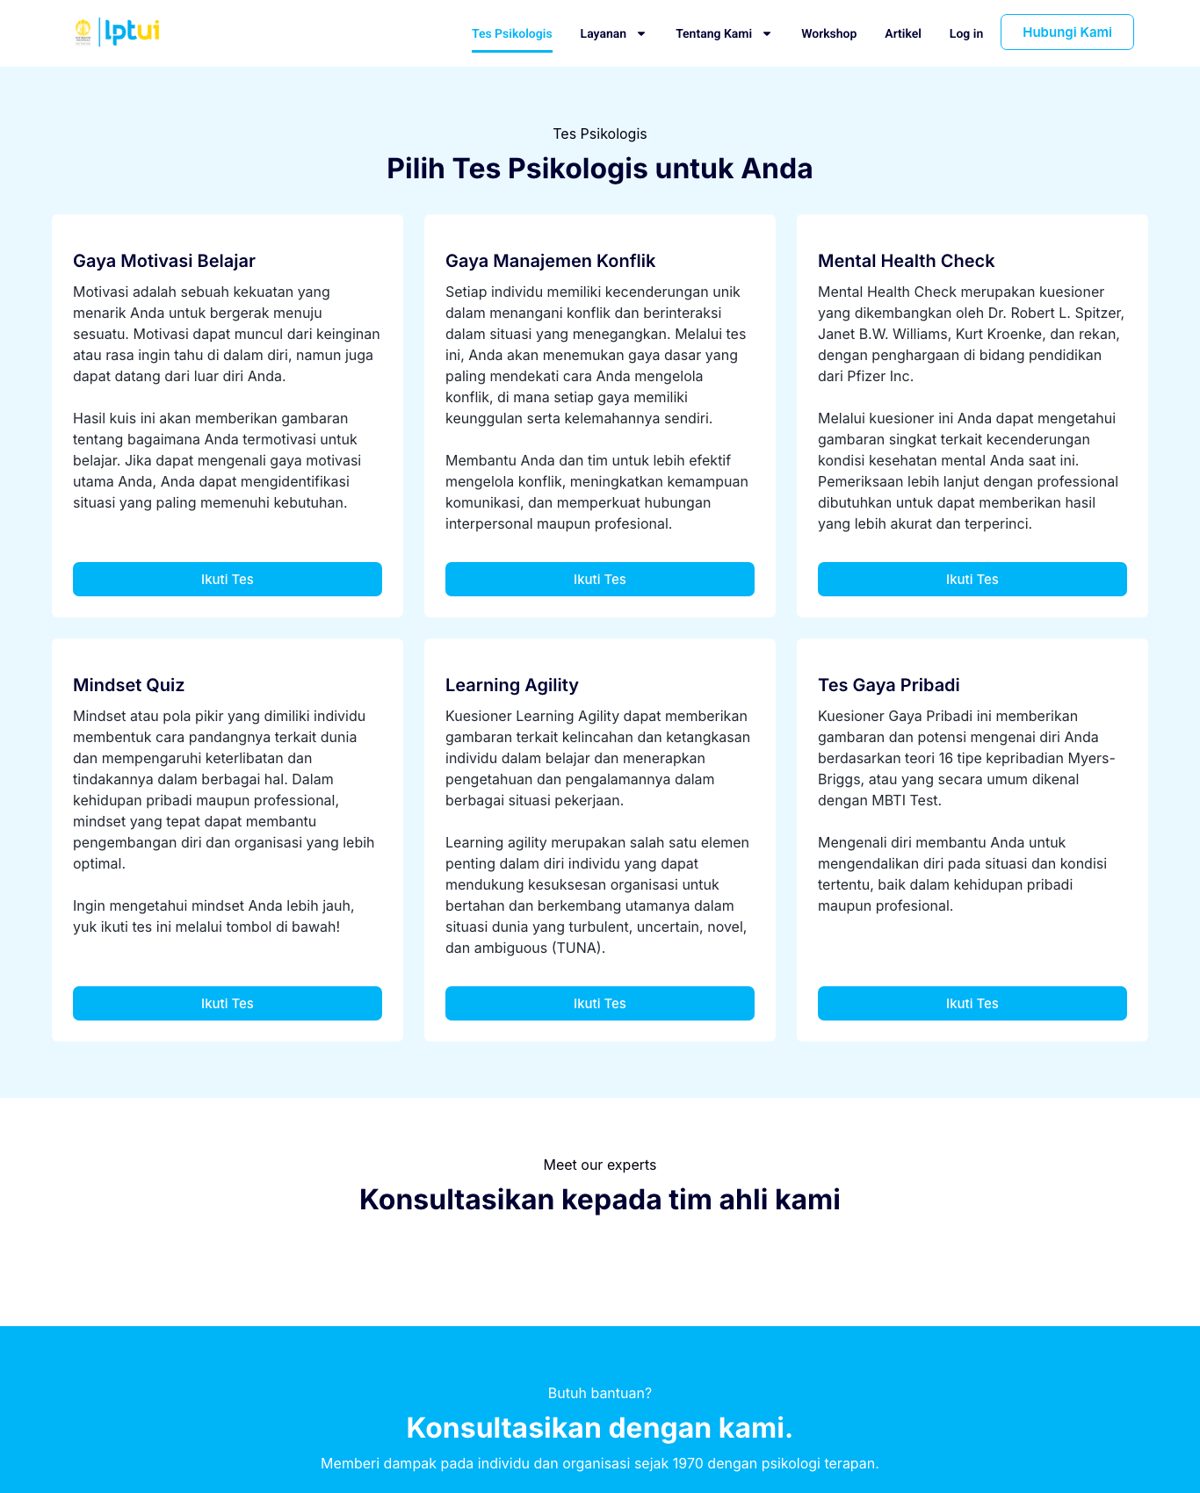 lptui
Tes Psikologis
Layanan
Tentang Kami
Workshop
Artikel
Log in
Hubungi Kami
Tes Psikologis
Pilih Tes Psikologis untuk Anda
Gaya Motivasi Belajar
Motivasi adalah sebuah kekuatan yang
menarik Anda untuk bergerak menuju
sesuatu. Motivasi dapat muncul dari keinginan
atau rasa ingin tahu di dalam diri, namun juga
dapat datang dari luar diri Anda.
Hasil kuis ini akan memberikan gambaran
tentang bagaimana Anda termotivasi untuk
belajar. Jika dapat mengenali gaya motivasi
utama Anda, Anda dapat mengidentifikasi
situasi yang paling memenuhi kebutuhan.
Ikuti Tes
Gaya Manajemen Konflik
Setiap individu memiliki kecenderungan unik
dalam menangani konflik dan berinteraksi
dalam situasi yang menegangkan. Melalui tes
ini, Anda akan menemukan gaya dasar yang
paling mendekati cara Anda mengelola
konflik, di mana setiap gaya memiliki
keunggulan serta kelemahannya sendiri.
Membantu Anda dan tim untuk lebih efektif
mengelola konflik, meningkatkan kemampuan
komunikasi, dan memperkuat hubungan
interpersonal maupun profesional.
Ikuti Tes
Mental Health Check
Mental Health Check merupakan kuesioner
yang dikembangkan oleh Dr. Robert L. Spitzer,
Janet B.W. Williams, Kurt Kroenke, dan rekan,
dengan penghargaan di bidang pendidikan
dari Pfizer Inc.
Melalui kuesioner ini Anda dapat mengetahui
gambaran singkat terkait kecenderungan
kondisi kesehatan mental Anda saat ini.
Pemeriksaan lebih lanjut dengan professional
dibutuhkan untuk dapat memberikan hasil
yang lebih akurat dan terperinci.
Ikuti Tes
Mindset Quiz
Mindset atau pola pikir yang dimiliki individu
membentuk cara pandangnya terkait dunia
dan mempengaruhi keterlibatan dan
tindakannya dalam berbagai hal. Dalam
kehidupan pribadi maupun professional,
mindset yang tepat dapat membantu
pengembangan diri dan organisasi yang lebih
optimal.
Ingin mengetahui mindset Anda lebih jauh,
yuk ikuti tes ini melalui tombol di bawah!
Ikuti Tes
Learning Agility
Kuesioner Learning Agility dapat memberikan
gambaran terkait kelincahan dan ketangkasan
individu dalam belajar dan menerapkan
pengetahuan dan pengalamannya dalam
berbagai situasi pekerjaan.
Learning agility merupakan salah satu elemen
penting dalam diri individu yang dapat
mendukung kesuksesan organisasi untuk
bertahan dan berkembang utamanya dalam
situasi dunia yang turbulent, uncertain, novel,
dan ambiguous (TUNA).
Ikuti Tes
Tes Gaya Pribadi
Kuesioner Gaya Pribadi ini memberikan
gambaran dan potensi mengenai diri Anda
berdasarkan teori 16 tipe kepribadian Myers-
Briggs, atau yang secara umum dikenal
dengan MBTI Test.
Mengenali diri membantu Anda untuk
mengendalikan diri pada situasi dan kondisi
tertentu, baik dalam kehidupan pribadi
maupun profesional.
Ikuti Tes
Meet our experts
Konsultasikan kepada tim ahli kami
Butuh bantuan?
Konsultasikan dengan kami.
Memberi dampak pada individu dan organisasi sejak 1970 dengan psikologi terapan.